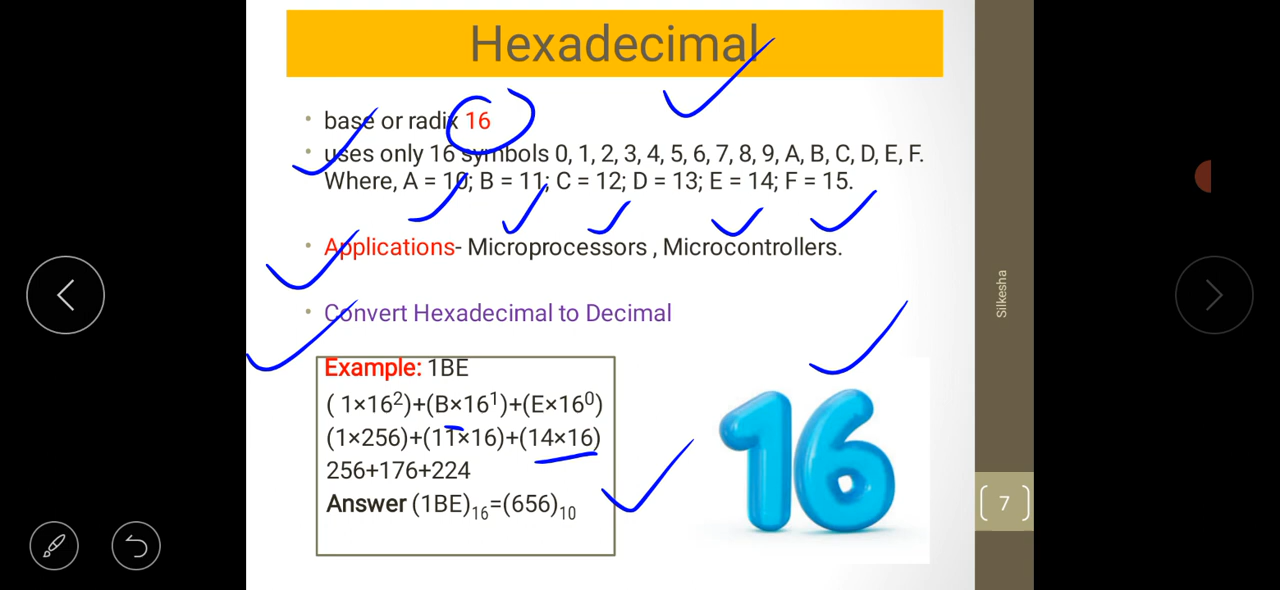 Hexadecimal
• base or radix 16
• uses only 16 symbols 0, 1, 2, 3, 4, 5, 6, 7, 8, 9, A, B, C, D, E, F.
Where, A = 10; B = 11; C = 12; D = 13; E = 14; F = 15.
• Applications- Microprocessors , Microcontrollers.
• Convert Hexadecimal to Decimal
Example: 1BE
( 1×16²)+(B×16¹)+(E×16⁰)
(1×256)+(11×16)+(14×16)
256+176+224
Answer (1BE)₁₆=(656)₁₀
16
Silkesha
7